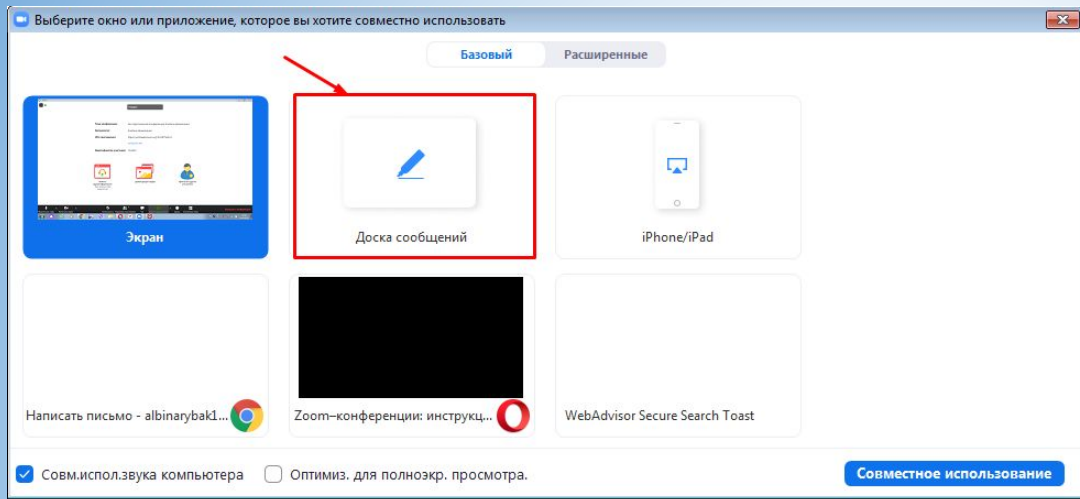 Выберите окно или приложение, которое вы хотите совместно использовать
Базовый Расширенные
Экран Доска сообщений iPhone/iPad
Написать письмо - albinarybak1... Zoom–конференции: инструкц... WebAdvisor Secure Search Toast
Совм.испол.звука компьютера Оптимиз. для полноэкр. просмотра. Совместное использование